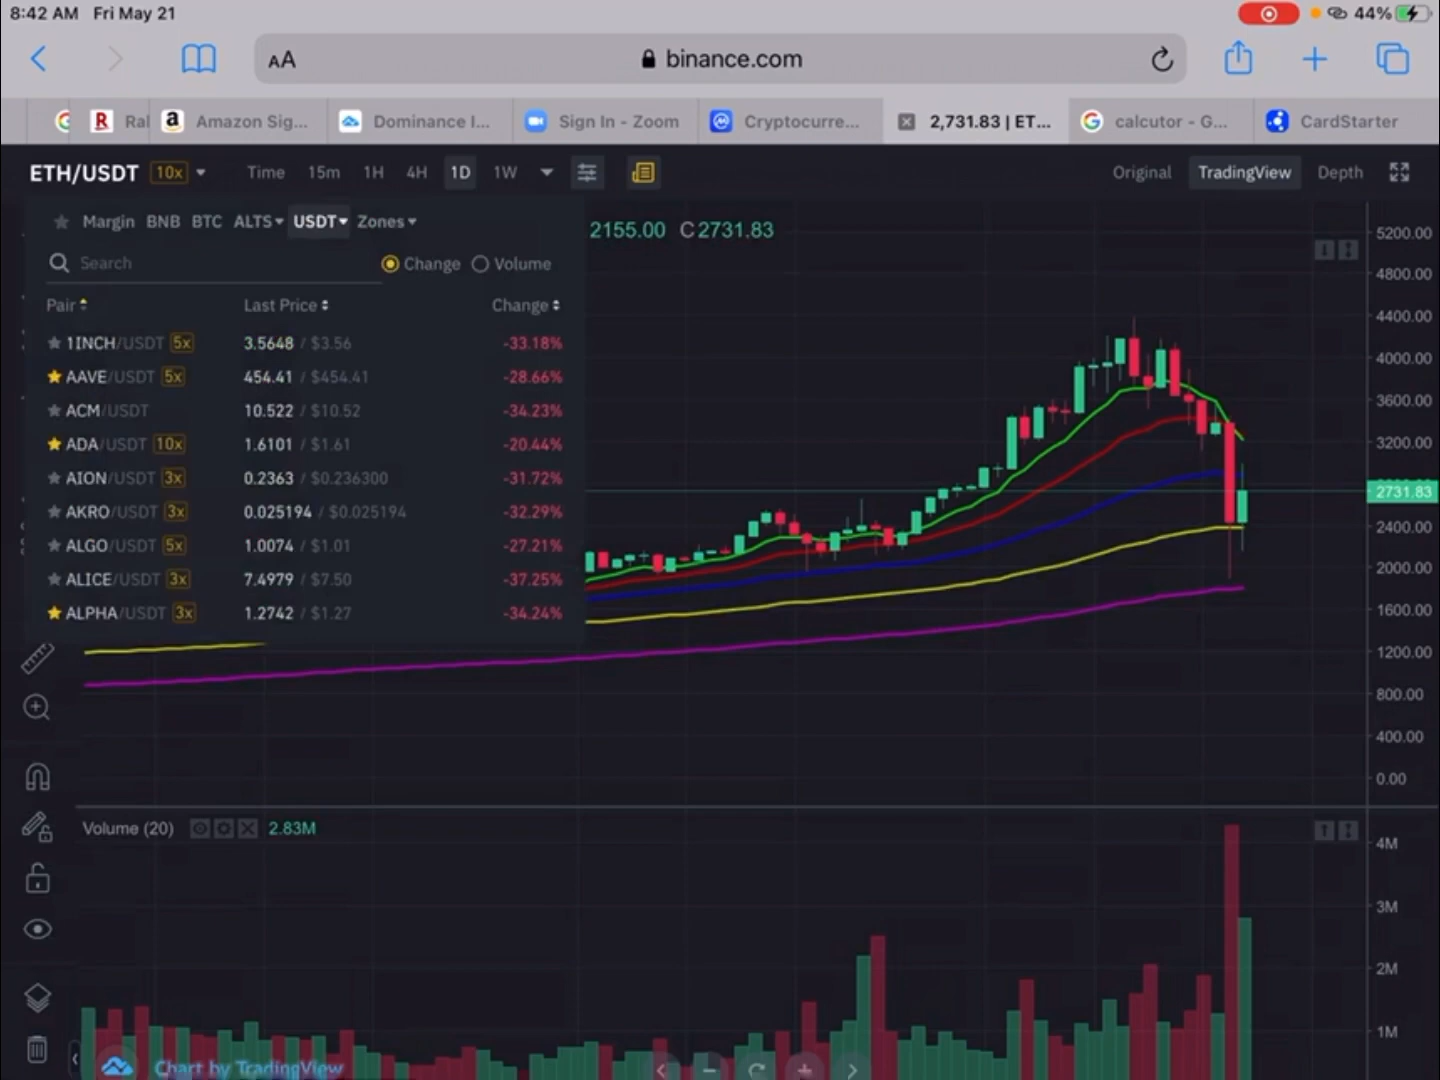 8:42 AM Fri May 21
44%
AA binance.com
Ral
Amazon Sig...
Dominance I...
Sign In - Zoom
Cryptocurre...
2,731.83 | ET...
calcutor - G...
CardStarter
ETH/USDT 10x Time 15m 1H 4H 1D 1W Original TradingView Depth
Margin BNB BTC ALTS USDT Zones
2155.00 C2731.83
Search Change Volume
Pair Last Price Change
1INCH/USDT 5x 3.5648 / $3.56 -33.18%
AAVE/USDT 5x 454.41 / $454.41 -28.66%
ACM/USDT 10.522 / $10.52 -34.23%
ADA/USDT 10x 1.6101 / $1.61 -20.44%
AION/USDT 3x 0.2363 / $0.236300 -31.72%
AKRO/USDT 3x 0.025194 / $0.025194 -32.29%
ALGO/USDT 5x 1.0074 / $1.01 -27.21%
ALICE/USDT 3x 7.4979 / $7.50 -37.25%
ALPHA/USDT 3x 1.2742 / $1.27 -34.24%
5200.00
4800.00
4400.00
4000.00
3600.00
3200.00
2731.83
2400.00
2000.00
1600.00
1200.00
800.00
400.00
0.00
Volume (20) 2.83M
4M
3M
2M
1M
Chart by TradingView